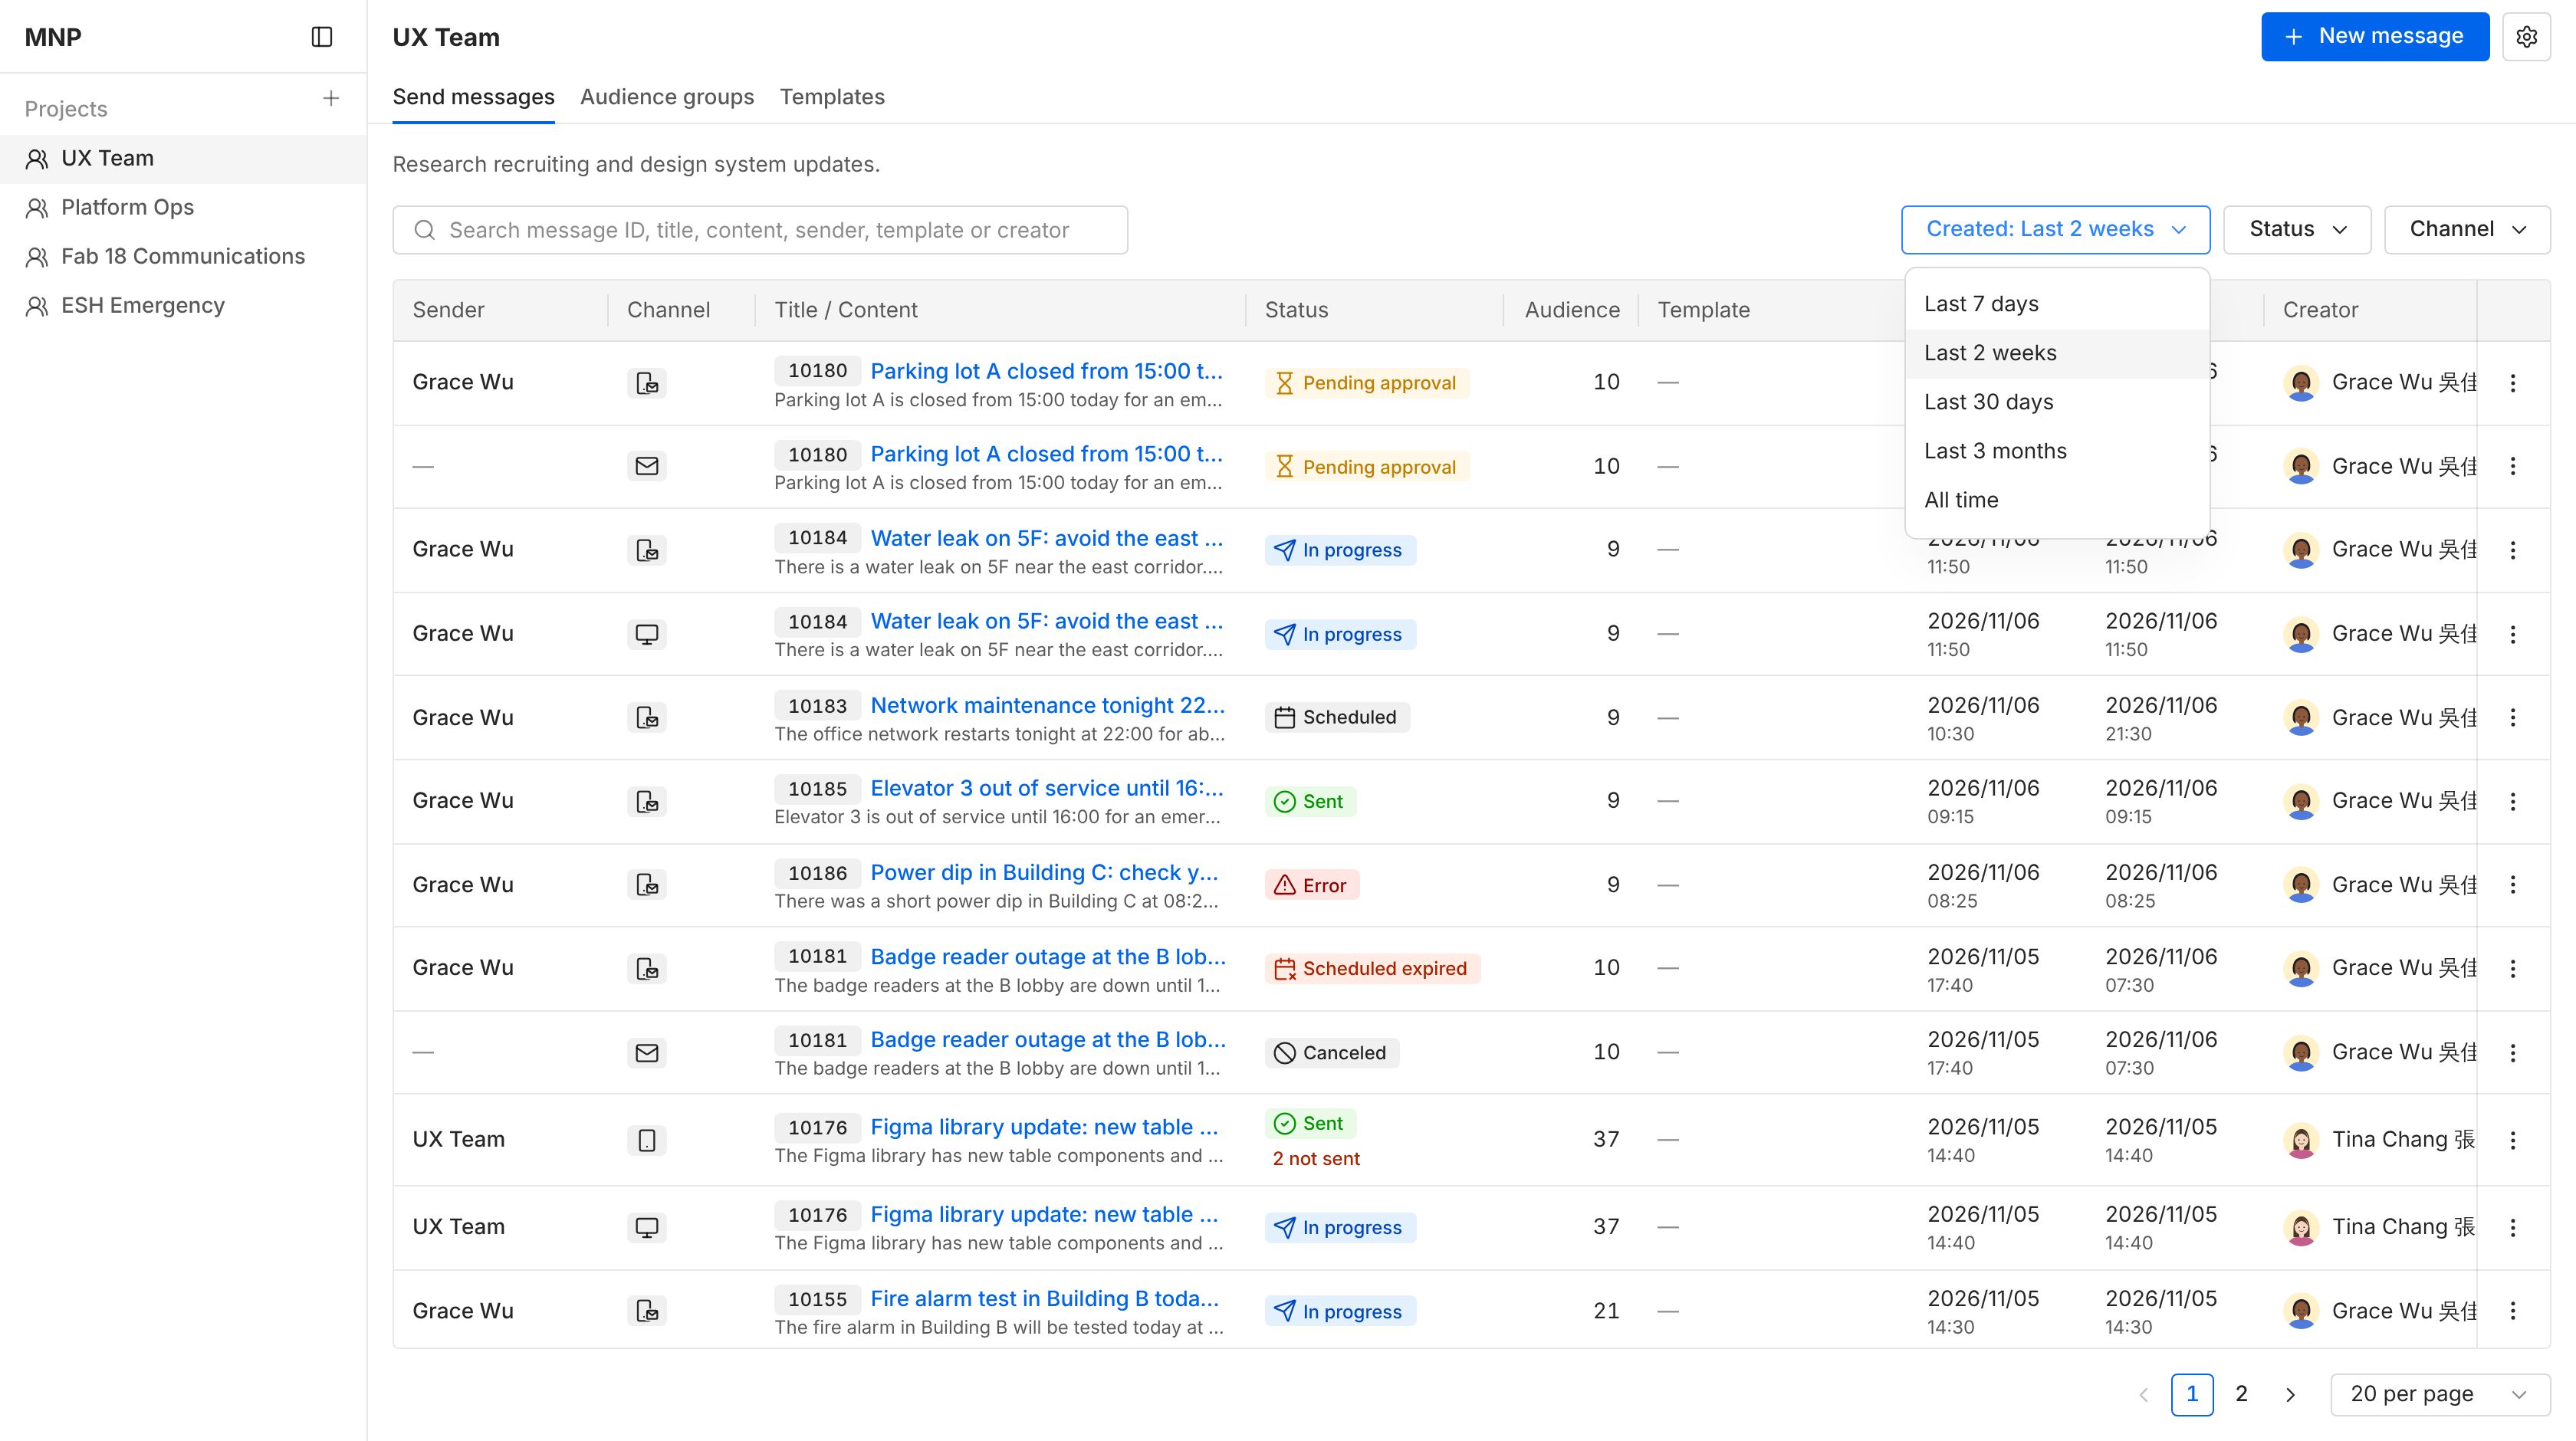 MNP
Projects
UX Team
Platform Ops
Fab 18 Communications
ESH Emergency
UX Team
New message
Send messages
Audience groups
Templates
Research recruiting and design system updates.
Search message ID, title, content, sender, template or creator
Created: Last 2 weeks
Status
Channel
Last 7 days
Last 2 weeks
Last 30 days
Last 3 months
All time
Sender Channel Title / Content Status Audience Template Creator
Grace Wu 10180 Parking lot A closed from 15:00 t... Pending approval 10 — Grace Wu 吳
Parking lot A is closed from 15:00 today for an em...
— 10180 Parking lot A closed from 15:00 t... Pending approval 10 — Grace Wu 吳
Parking lot A is closed from 15:00 today for an em...
Grace Wu 10184 Water leak on 5F: avoid the east ... In progress 9 — 2026/11/06 2026/11/06 Grace Wu 吳
There is a water leak on 5F near the east corridor.... 11:50 11:50
Grace Wu 10184 Water leak on 5F: avoid the east ... In progress 9 — 2026/11/06 2026/11/06 Grace Wu 吳
There is a water leak on 5F near the east corridor.... 11:50 11:50
Grace Wu 10183 Network maintenance tonight 22... Scheduled 9 — 2026/11/06 2026/11/06 Grace Wu 吳
The office network restarts tonight at 22:00 for ab... 10:30 21:30
Grace Wu 10185 Elevator 3 out of service until 16:... Sent 9 — 2026/11/06 2026/11/06 Grace Wu 吳
Elevator 3 is out of service until 16:00 for an emer... 09:15 09:15
Grace Wu 10186 Power dip in Building C: check y... Error 9 — 2026/11/06 2026/11/06 Grace Wu 吳
There was a short power dip in Building C at 08:2... 08:25 08:25
Grace Wu 10181 Badge reader outage at the B lob... Scheduled expired 10 — 2026/11/05 2026/11/06 Grace Wu 吳
The badge readers at the B lobby are down until 1... 17:40 07:30
— 10181 Badge reader outage at the B lob... Canceled 10 — 2026/11/05 2026/11/06 Grace Wu 吳
The badge readers at the B lobby are down until 1... 17:40 07:30
UX Team 10176 Figma library update: new table ... Sent 37 — 2026/11/05 2026/11/05 Tina Chang 張
The Figma library has new table components and ... 2 not sent 14:40 14:40
UX Team 10176 Figma library update: new table ... In progress 37 — 2026/11/05 2026/11/05 Tina Chang 張
The Figma library has new table components and ... 14:40 14:40
Grace Wu 10155 Fire alarm test in Building B toda... In progress 21 — 2026/11/05 2026/11/05 Grace Wu 吳
The fire alarm in Building B will be tested today at ... 14:30 14:30
1
2
20 per page